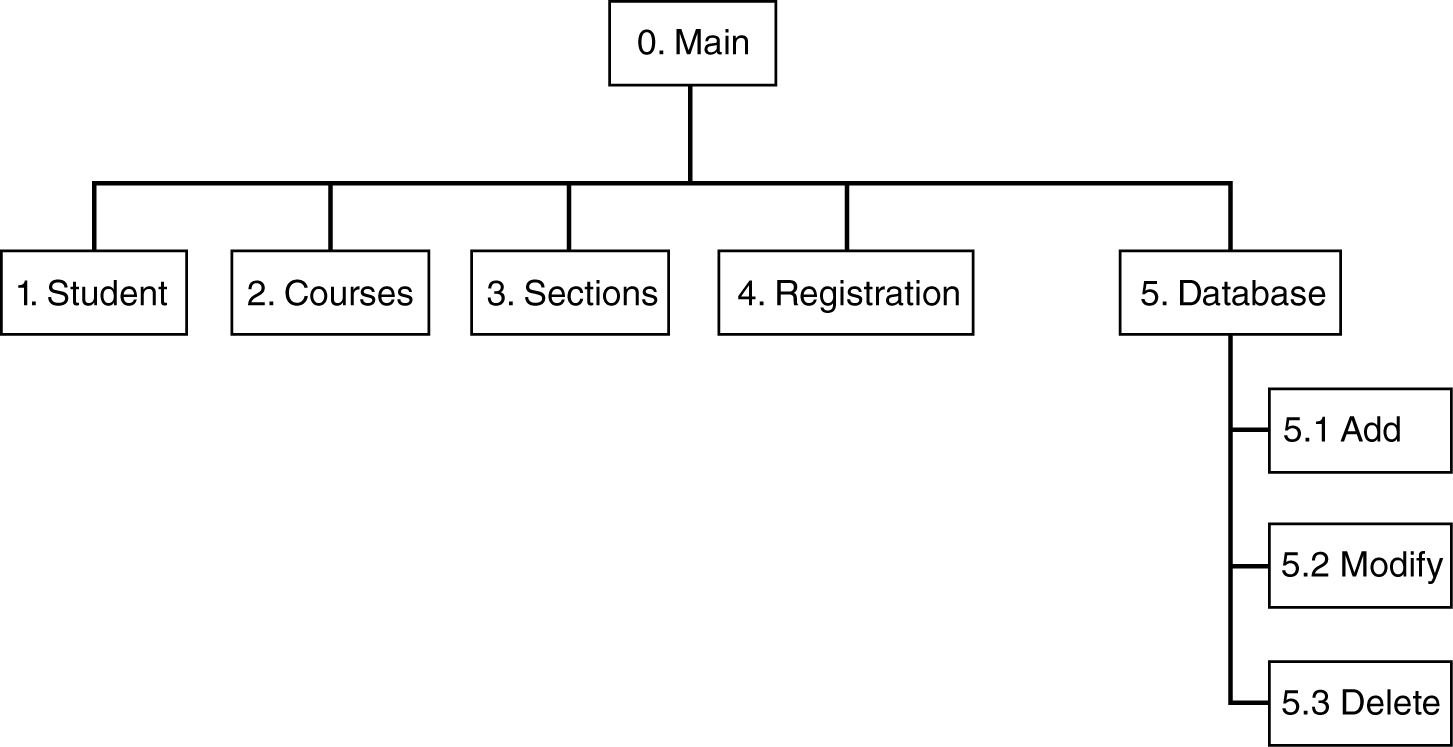 0. Main
1. Student
2. Courses
3. Sections
4. Registration
5. Database
5.1 Add
5.2 Modify
5.3 Delete